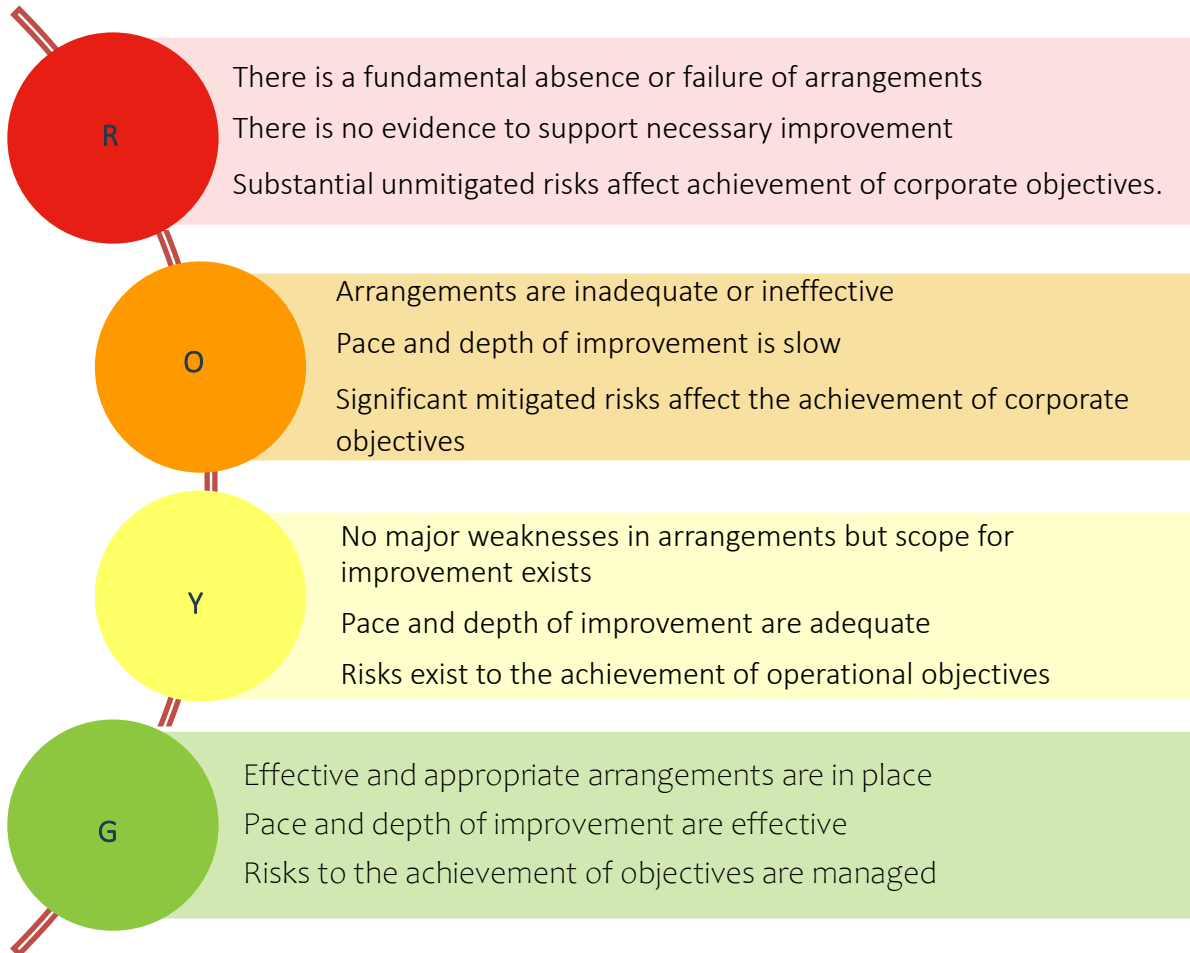 R
There is a fundamental absence or failure of arrangements
There is no evidence to support necessary improvement
Substantial unmitigated risks affect achievement of corporate objectives.
O
Arrangements are inadequate or ineffective
Pace and depth of improvement is slow
Significant mitigated risks affect the achievement of corporate
objectives
Y
No major weaknesses in arrangements but scope for
improvement exists
Pace and depth of improvement are adequate
Risks exist to the achievement of operational objectives
G
Effective and appropriate arrangements are in place
Pace and depth of improvement are effective
Risks to the achievement of objectives are managed